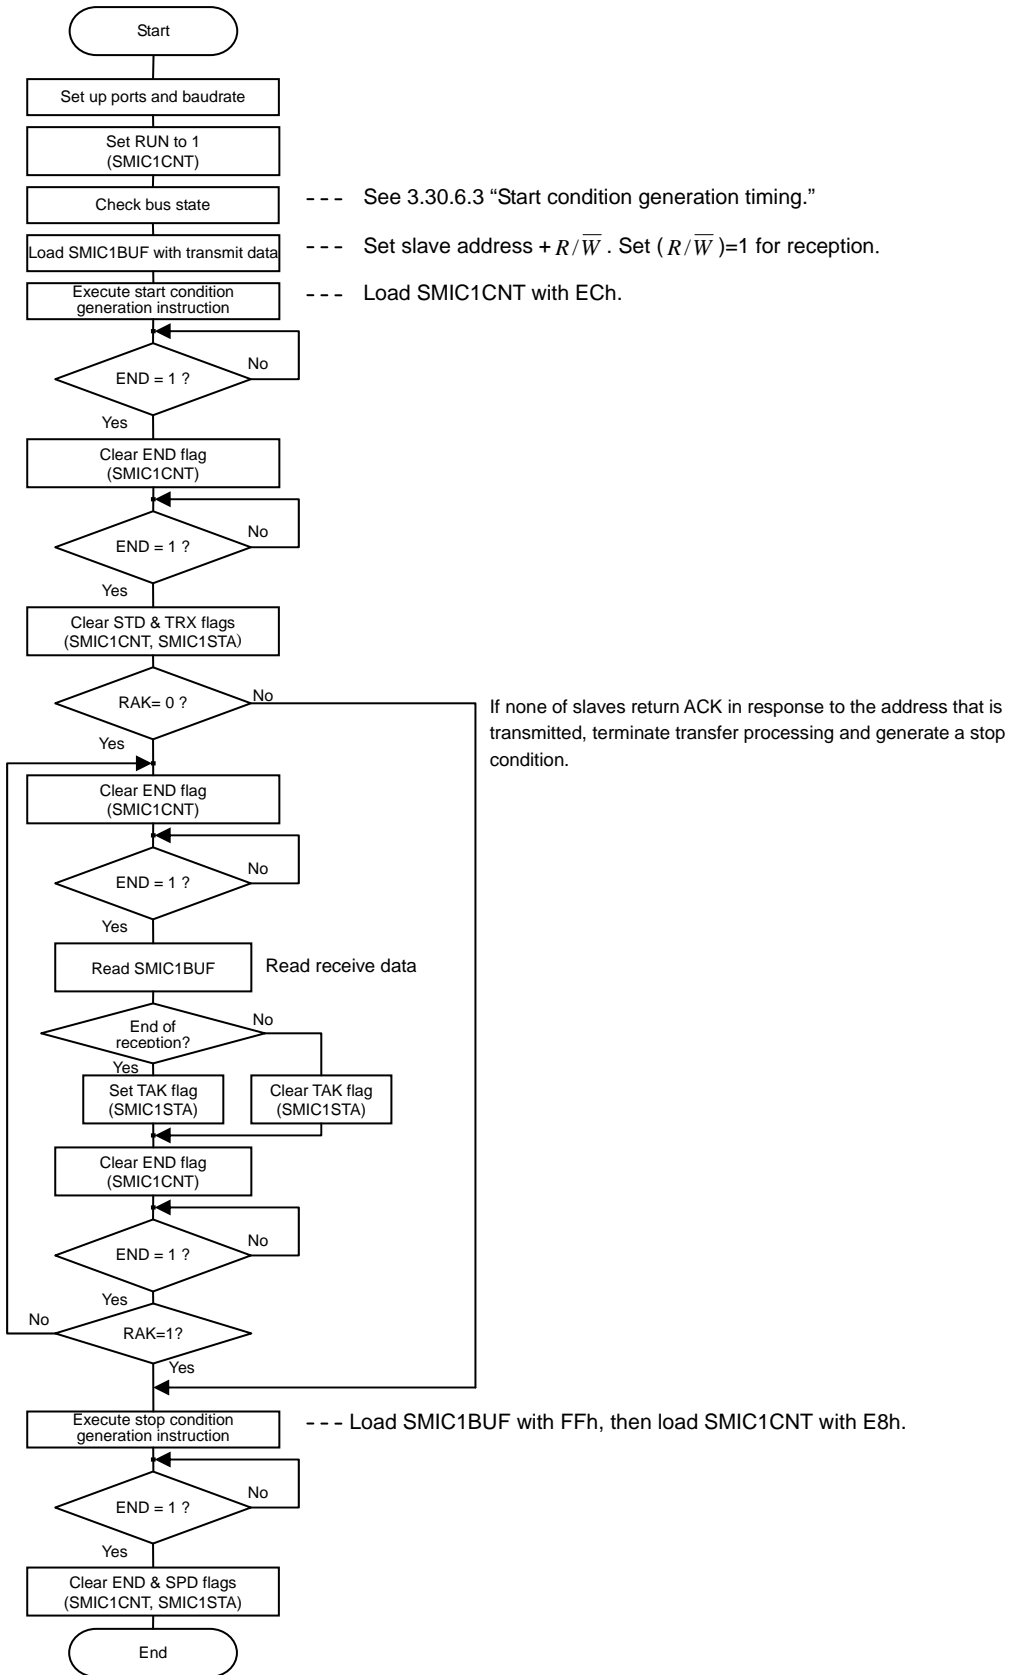 Start
Set up ports and baudrate
Set RUN to 1
(SMIC1CNT)
Check bus state
--- See 3.30.6.3 “Start condition generation timing.”
Load SMIC1BUF with transmit data
--- Set slave address + R/W̅ . Set ( R/W̅ )=1 for reception.
Execute start condition
generation instruction
--- Load SMIC1CNT with ECh.
No
END = 1 ?
Yes
Clear END flag
(SMIC1CNT)
No
END = 1 ?
Yes
Clear STD & TRX flags
(SMIC1CNT, SMIC1STA)
RAK= 0 ?
No
If none of slaves return ACK in response to the address that is
transmitted, terminate transfer processing and generate a stop
condition.
Yes
Clear END flag
(SMIC1CNT)
No
END = 1 ?
Yes
Read SMIC1BUF
Read receive data
End of
reception?
No
Yes
Set TAK flag
(SMIC1STA)
Clear TAK flag
(SMIC1STA)
Clear END flag
(SMIC1CNT)
No
END = 1 ?
Yes
No
RAK=1?
Yes
Execute stop condition
generation instruction
--- Load SMIC1BUF with FFh, then load SMIC1CNT with E8h.
No
END = 1 ?
Yes
Clear END & SPD flags
(SMIC1CNT, SMIC1STA)
End